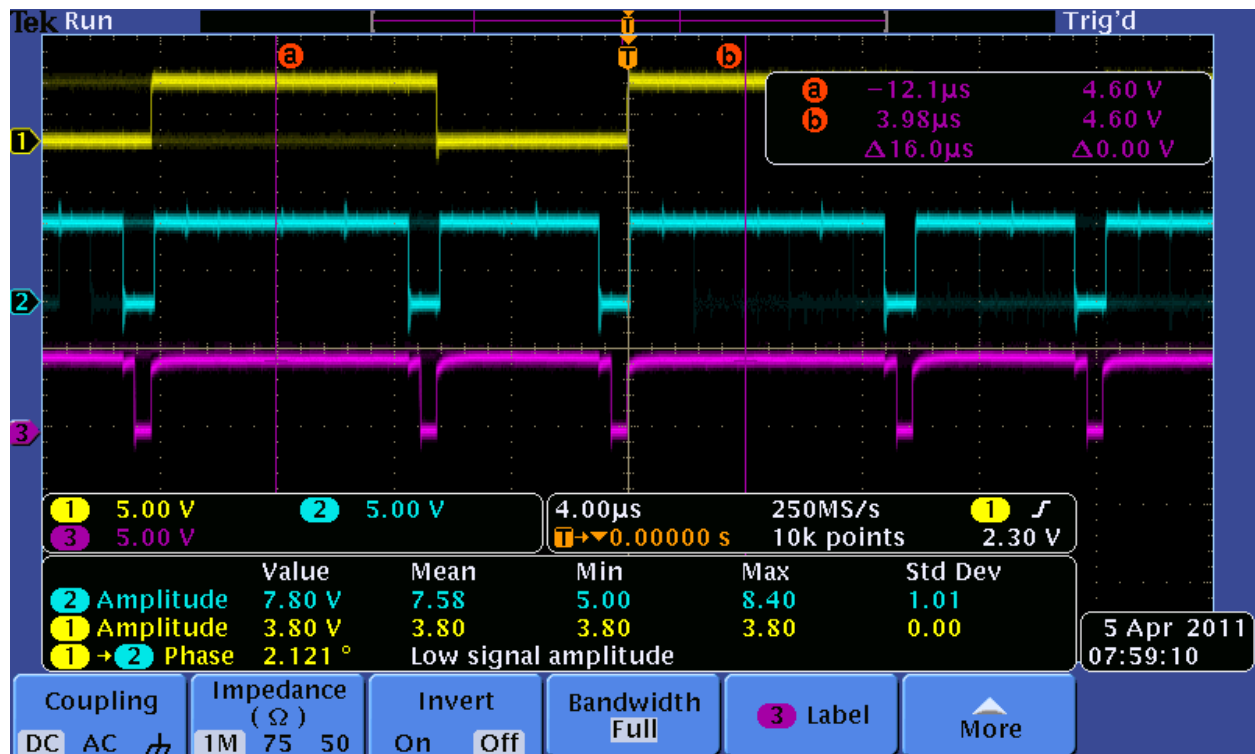 Tek Run Trig'd
T
a T b
a −12.1µs 4.60 V
b 3.98µs 4.60 V
Δ16.0µs Δ0.00 V
1
2
3
1 5.00 V 2 5.00 V
3 5.00 V
4.00µs 250MS/s 1
T→▼0.00000 s 10k points 2.30 V
Value Mean Min Max Std Dev
2 Amplitude 7.80 V 7.58 5.00 8.40 1.01
1 Amplitude 3.80 V 3.80 3.80 3.80 0.00
1 → 2 Phase 2.121 ° Low signal amplitude
5 Apr 2011
07:59:10
Coupling
DC AC
Impedance
(Ω)
1M 75 50
Invert
On Off
Bandwidth
Full
3 Label
More